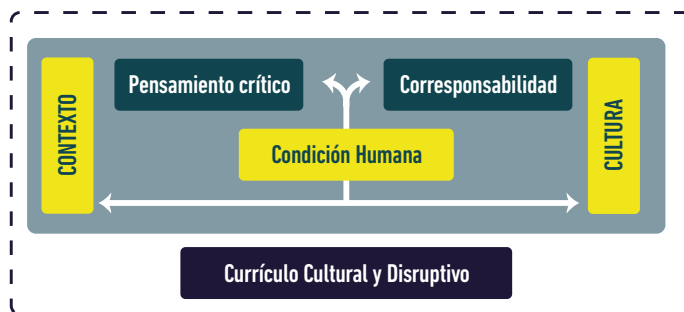 CONTEXTO
Pensamiento crítico
Corresponsabilidad
Condición Humana
CULTURA
Currículo Cultural y Disruptivo